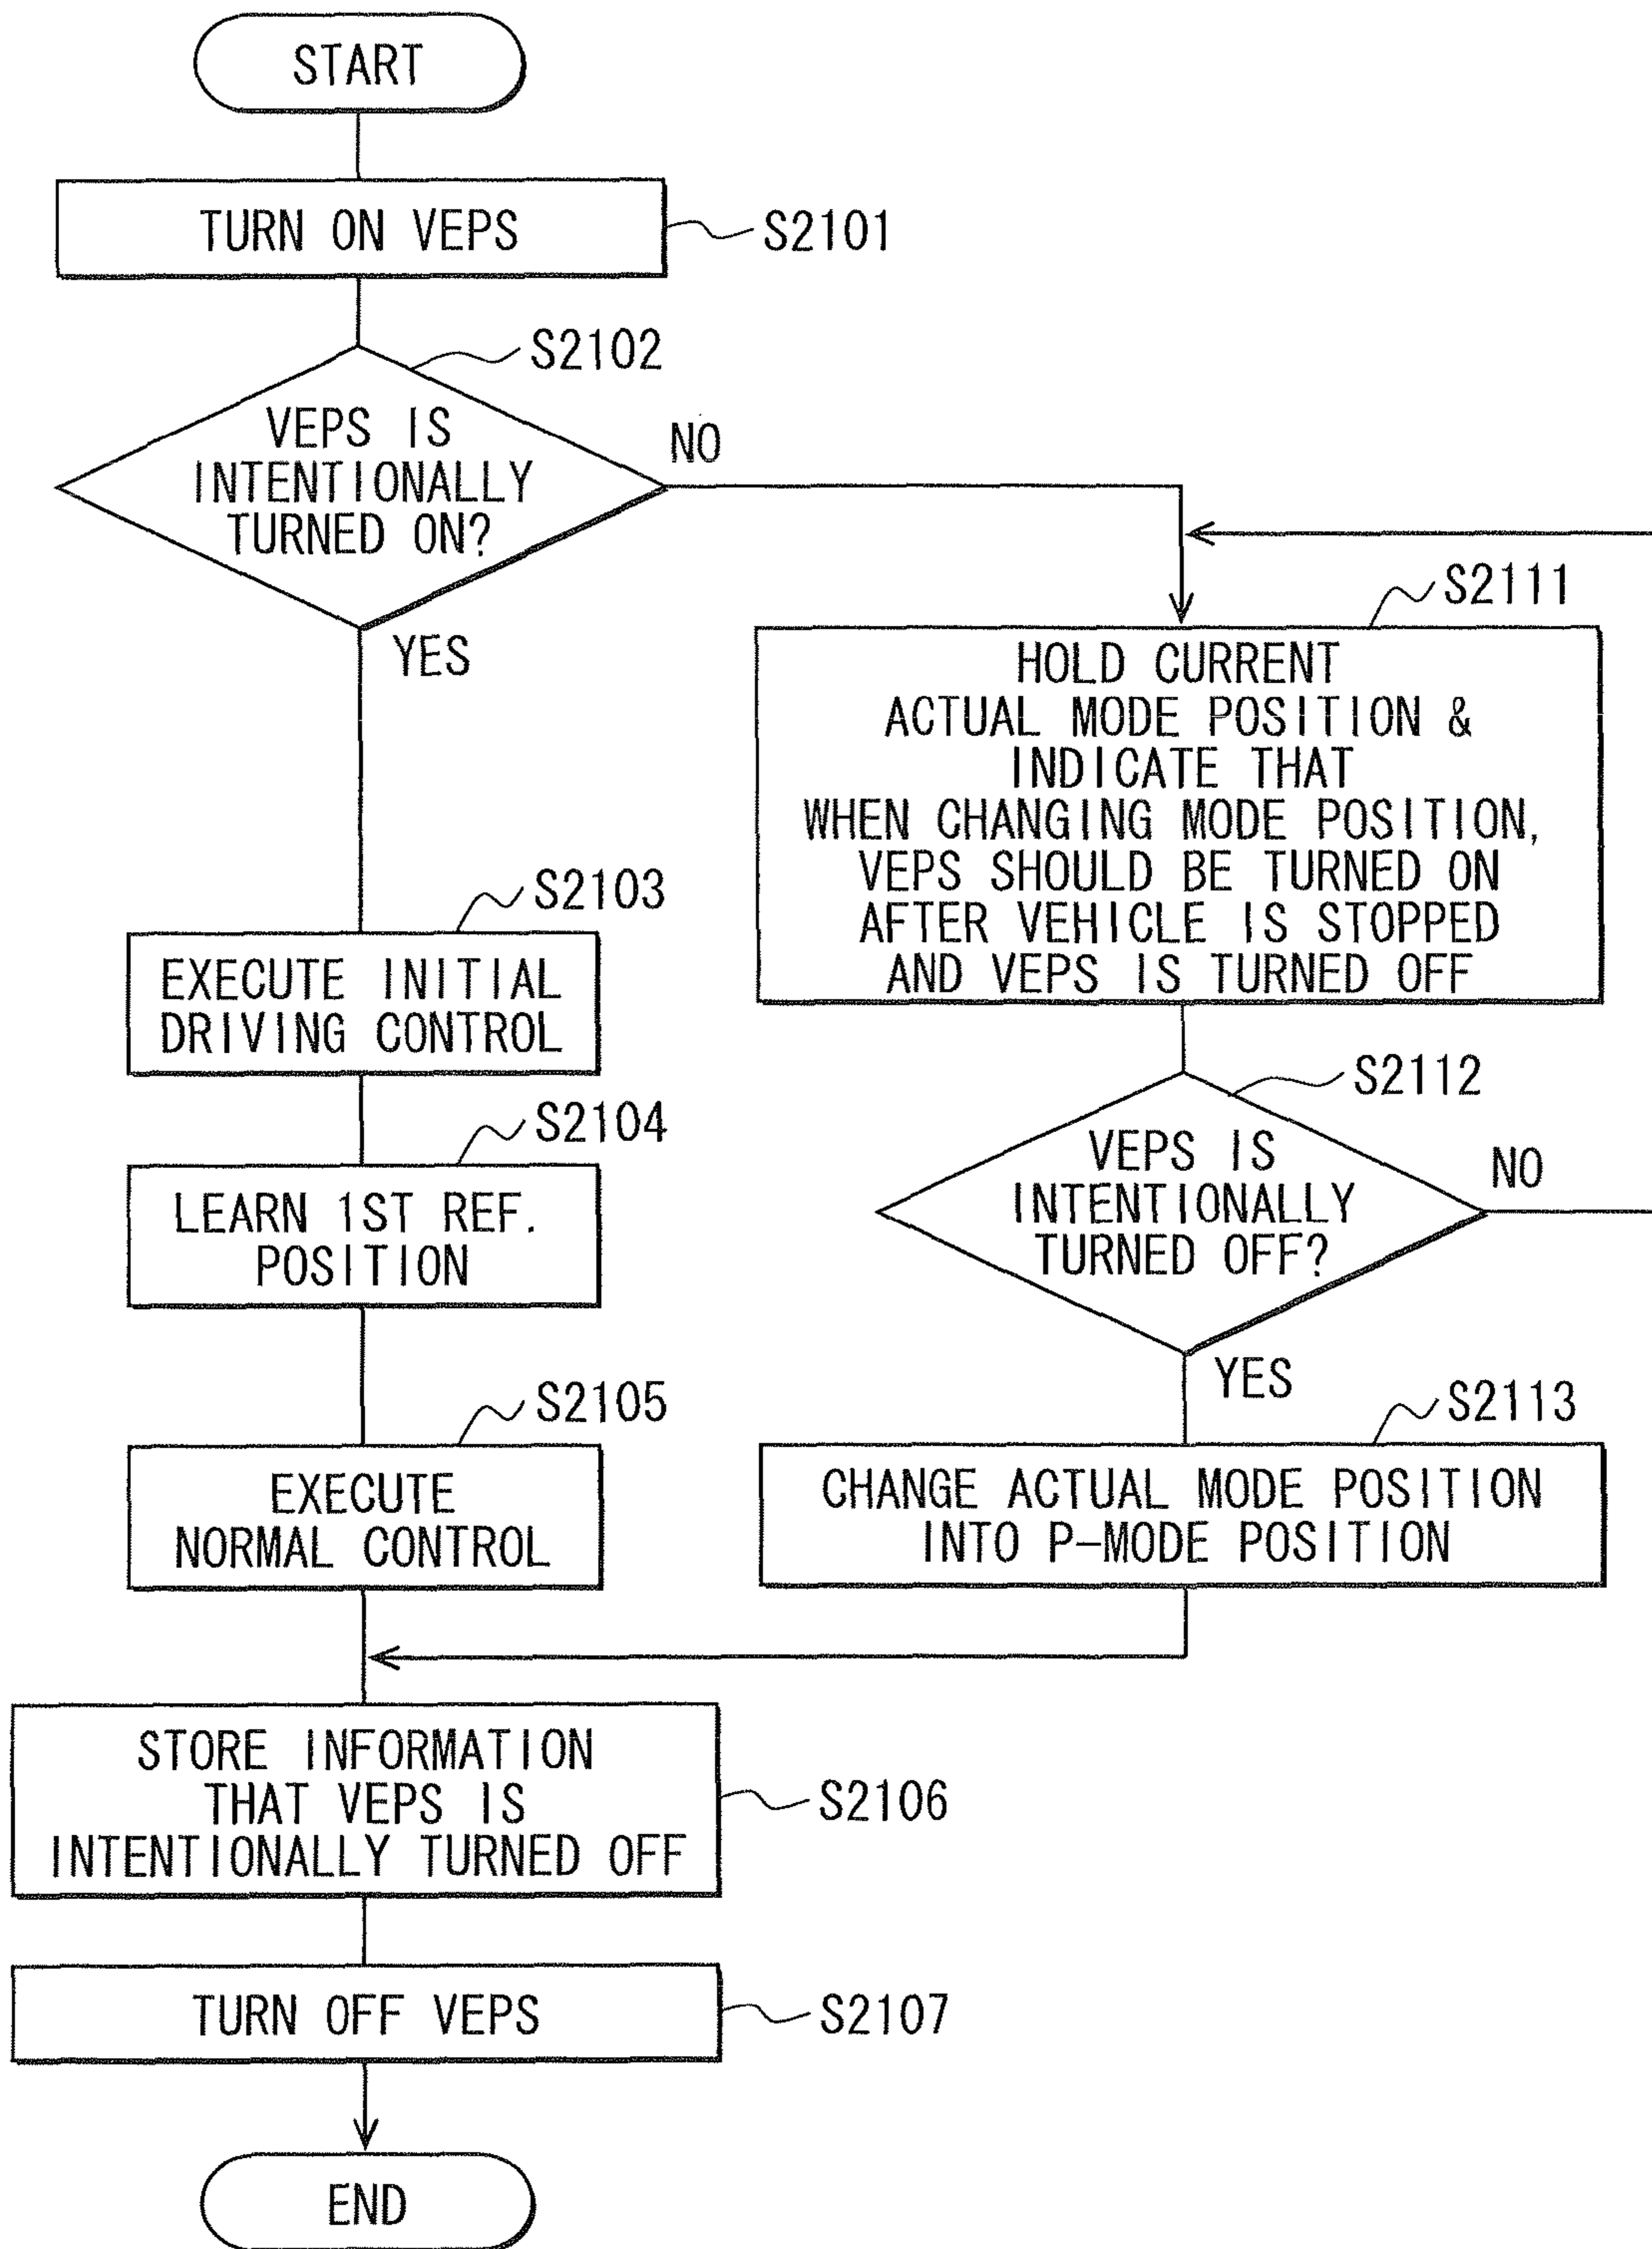 START
TURN ON VEPS
S2101
S2102
VEPS IS
INTENTIONALLY
TURNED ON?
NO
YES
S2103
EXECUTE INITIAL
DRIVING CONTROL
S2104
LEARN 1ST REF.
POSITION
S2105
EXECUTE
NORMAL CONTROL
S2111
HOLD CURRENT
ACTUAL MODE POSITION &
INDICATE THAT
WHEN CHANGING MODE POSITION,
VEPS SHOULD BE TURNED ON
AFTER VEHICLE IS STOPPED
AND VEPS IS TURNED OFF
S2112
VEPS IS
INTENTIONALLY
TURNED OFF?
NO
YES
S2113
CHANGE ACTUAL MODE POSITION
INTO P-MODE POSITION
STORE INFORMATION
THAT VEPS IS
INTENTIONALLY TURNED OFF
S2106
TURN OFF VEPS
S2107
END